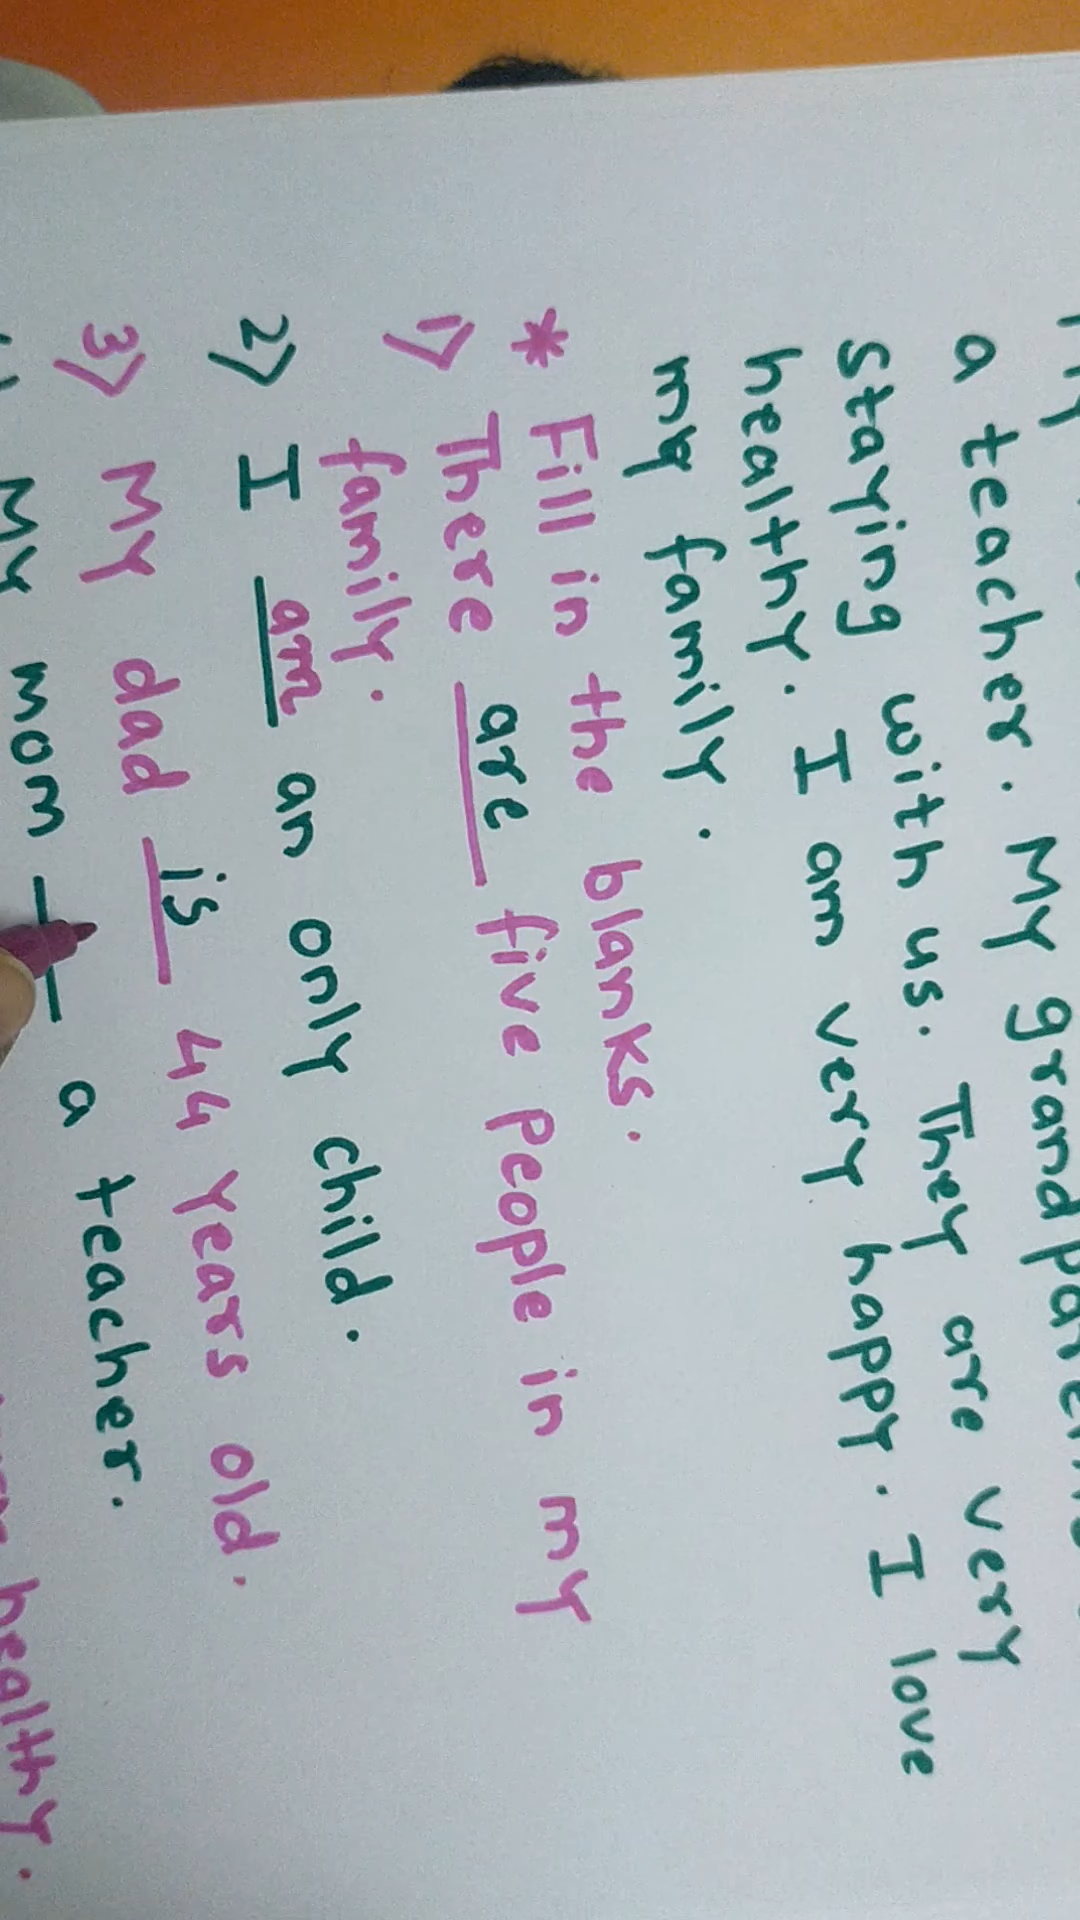 a teacher. My grandparents
staying with us. They are very
healthy. I am very happy. I love
my family.
* Fill in the blanks.
1) There are five people in my
family.
2) I am an only child.
3) My dad is 44 years old.
My mom ___ a teacher.
healthy.